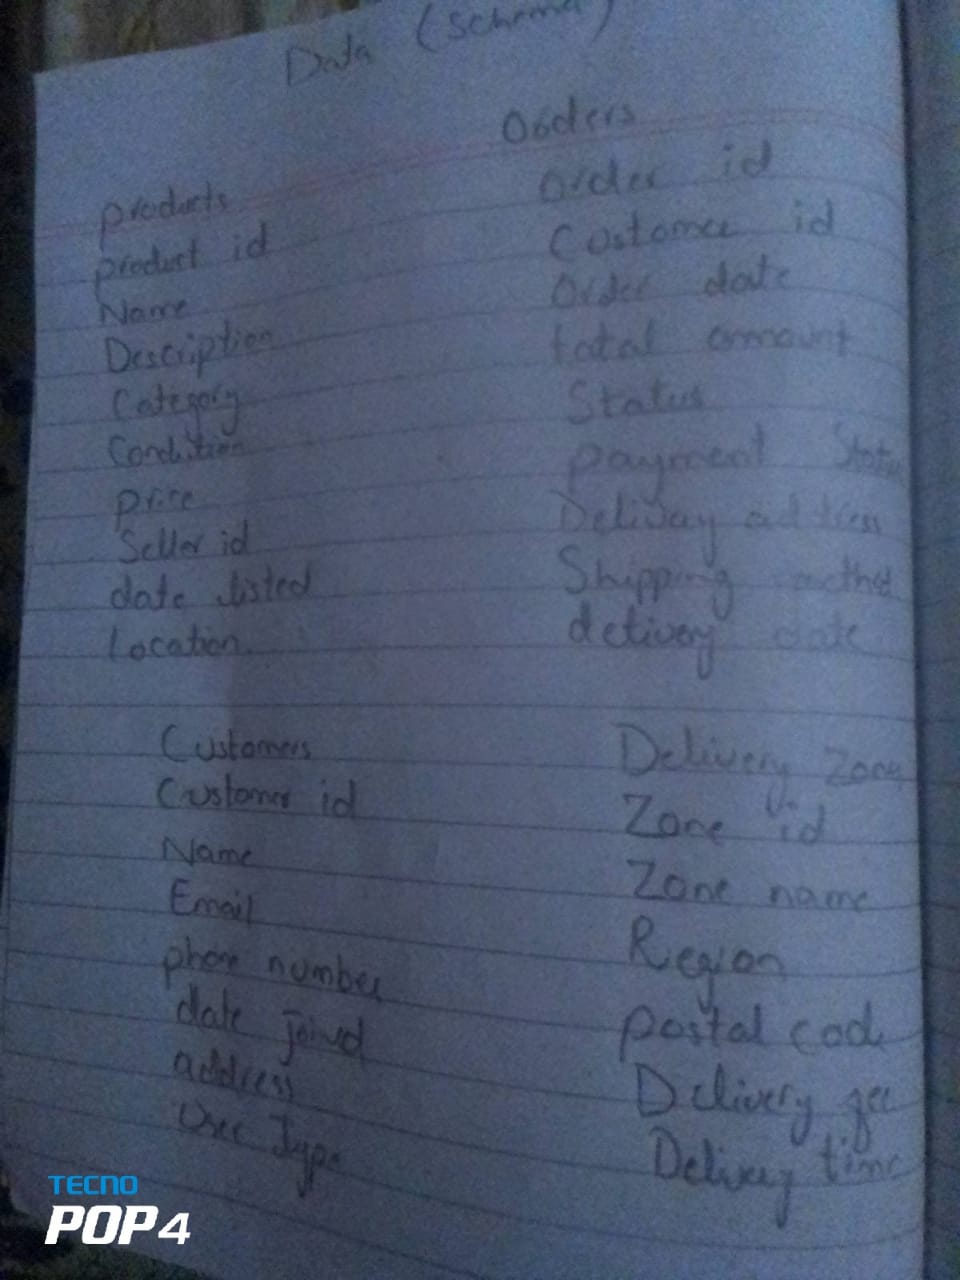 Data (Schema)
products
product id
Name
Description
Category
Condition
price
Seller id
date listed
Location
Orders
Order id
Customer id
Order date
total amount
Status
payment Status
Delivery address
Shipping method
delivery date
Customers
Customer id
Name
Email
phone number
date joined
address
User Type
Delivery Zones
Zone id
Zone name
Region
postal code
Delivery fee
Delivery time
TECNO
POP4